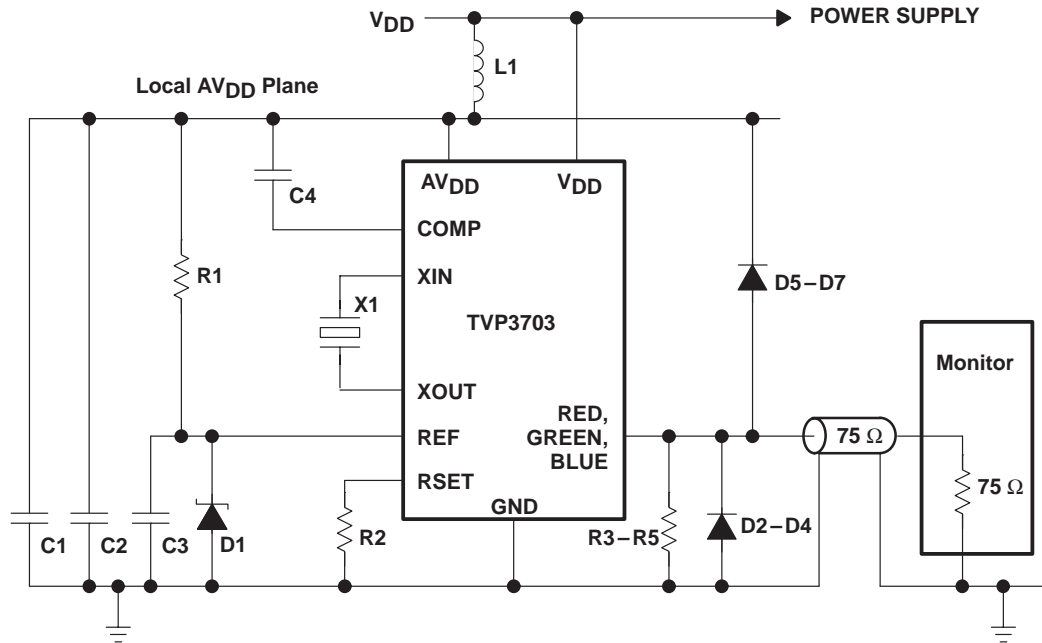 VDD
POWER SUPPLY
L1
Local AVDD Plane
AVDD
VDD
C4
COMP
R1
XIN
D5–D7
X1
TVP3703
Monitor
XOUT
RED,
GREEN,
BLUE
REF
75 Ω
75 Ω
RSET
GND
C1
C2
C3
D1
R2
R3–R5
D2–D4